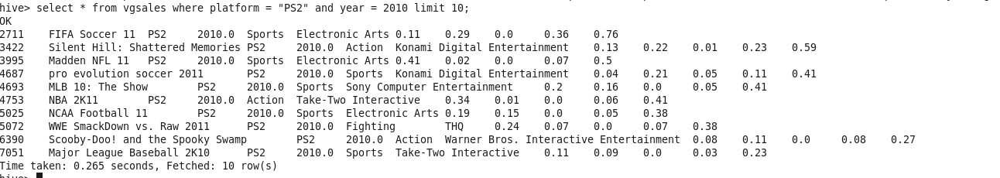 hive> select * from vgsales where platform = "PS2" and year = 2010 limit 10;
OK
2711 FIFA Soccer 11 PS2 2010.0 Sports Electronic Arts 0.11 0.29 0.0 0.36 0.76
3422 Silent Hill: Shattered Memories PS2 2010.0 Action Konami Digital Entertainment 0.13 0.22 0.01 0.23 0.59
3995 Madden NFL 11 PS2 2010.0 Sports Electronic Arts 0.41 0.02 0.0 0.07 0.5
4687 pro evolution soccer 2011 PS2 2010.0 Sports Konami Digital Entertainment 0.04 0.21 0.05 0.11 0.41
4693 MLB 10: The Show PS2 2010.0 Sports Sony Computer Entertainment 0.2 0.16 0.0 0.05 0.41
4753 NBA 2K11 PS2 2010.0 Action Take-Two Interactive 0.34 0.01 0.0 0.06 0.41
5025 NCAA Football 11 PS2 2010.0 Sports Electronic Arts 0.19 0.15 0.0 0.05 0.38
5072 WWE SmackDown vs. Raw 2011 PS2 2010.0 Fighting THQ 0.24 0.07 0.0 0.07 0.38
6390 Scooby-Doo! and the Spooky Swamp PS2 2010.0 Action Warner Bros. Interactive Entertainment 0.08 0.11 0.0 0.08 0.27
7051 Major League Baseball 2K10 PS2 2010.0 Sports Take-Two Interactive 0.11 0.09 0.0 0.03 0.23
Time taken: 0.265 seconds, Fetched: 10 row(s)
hive>